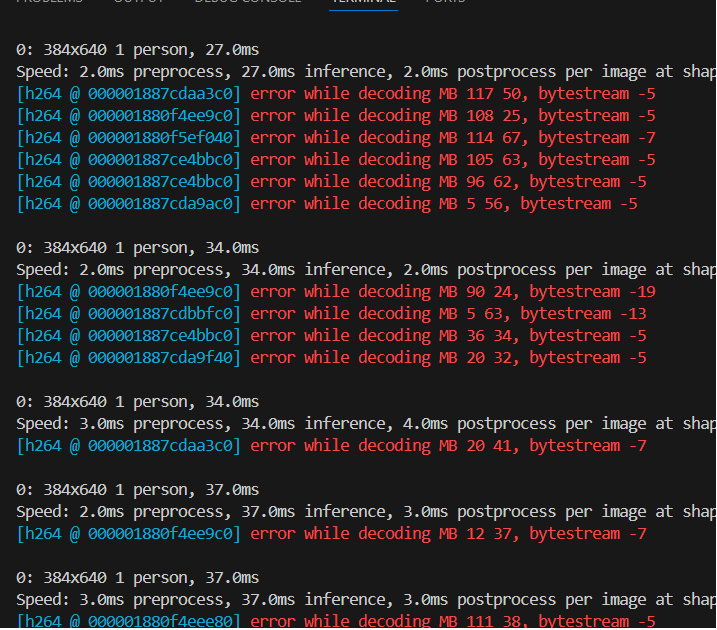 PROBLEMS OUTPUT DEBUG CONSOLE TERMINAL PORTS
0: 384x640 1 person, 27.0ms
Speed: 2.0ms preprocess, 27.0ms inference, 2.0ms postprocess per image at shap
[h264 @ 000001887cdaa3c0] error while decoding MB 117 50, bytestream -5
[h264 @ 000001880f4ee9c0] error while decoding MB 108 25, bytestream -5
[h264 @ 000001880f5ef040] error while decoding MB 114 67, bytestream -7
[h264 @ 000001887ce4bbc0] error while decoding MB 105 63, bytestream -5
[h264 @ 000001887ce4bbc0] error while decoding MB 96 62, bytestream -5
[h264 @ 000001887cda9ac0] error while decoding MB 5 56, bytestream -5
0: 384x640 1 person, 34.0ms
Speed: 2.0ms preprocess, 34.0ms inference, 2.0ms postprocess per image at shap
[h264 @ 000001880f4ee9c0] error while decoding MB 90 24, bytestream -19
[h264 @ 000001887cdbbfc0] error while decoding MB 5 63, bytestream -13
[h264 @ 000001887ce4bbc0] error while decoding MB 36 34, bytestream -5
[h264 @ 000001887cda9f40] error while decoding MB 20 32, bytestream -5
0: 384x640 1 person, 34.0ms
Speed: 3.0ms preprocess, 34.0ms inference, 4.0ms postprocess per image at shap
[h264 @ 000001887cdaa3c0] error while decoding MB 20 41, bytestream -7
0: 384x640 1 person, 37.0ms
Speed: 2.0ms preprocess, 37.0ms inference, 3.0ms postprocess per image at shap
[h264 @ 000001880f4ee9c0] error while decoding MB 12 37, bytestream -7
0: 384x640 1 person, 37.0ms
Speed: 3.0ms preprocess, 37.0ms inference, 3.0ms postprocess per image at shap
[h264 @ 000001880f4eee80] error while decoding MB 111 38, bytestream -5